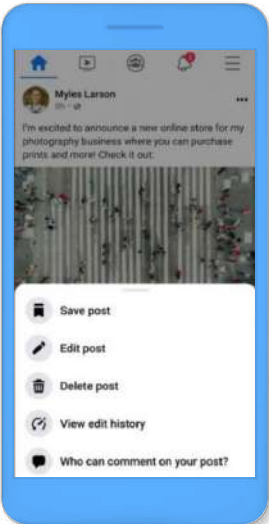 Myles Larson
I'm excited to announce a new online store for my
photography business where you can purchase
prints and more! Check it out.
Save post
Edit post
Delete post
View edit history
Who can comment on your post?